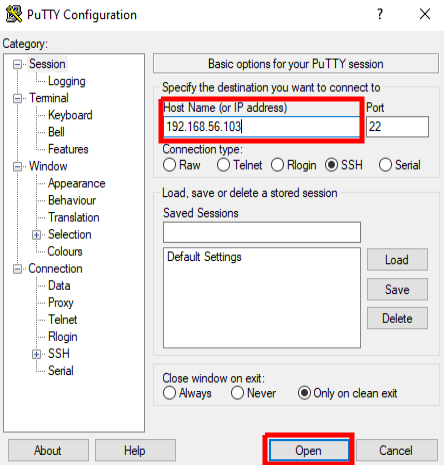 PuTTY Configuration
? X
Category:
Session
Logging
Terminal
Keyboard
Bell
Features
Window
Appearance
Behaviour
Translation
Selection
Colours
Connection
Data
Proxy
Telnet
Rlogin
SSH
Serial
Basic options for your PuTTY session
Specify the destination you want to connect to
Host Name (or IP address) Port
192.168.56.103 22
Connection type:
Raw Telnet Rlogin SSH Serial
Load, save or delete a stored session
Saved Sessions
Default Settings
Load
Save
Delete
Close window on exit:
Always Never Only on clean exit
About Help Open Cancel